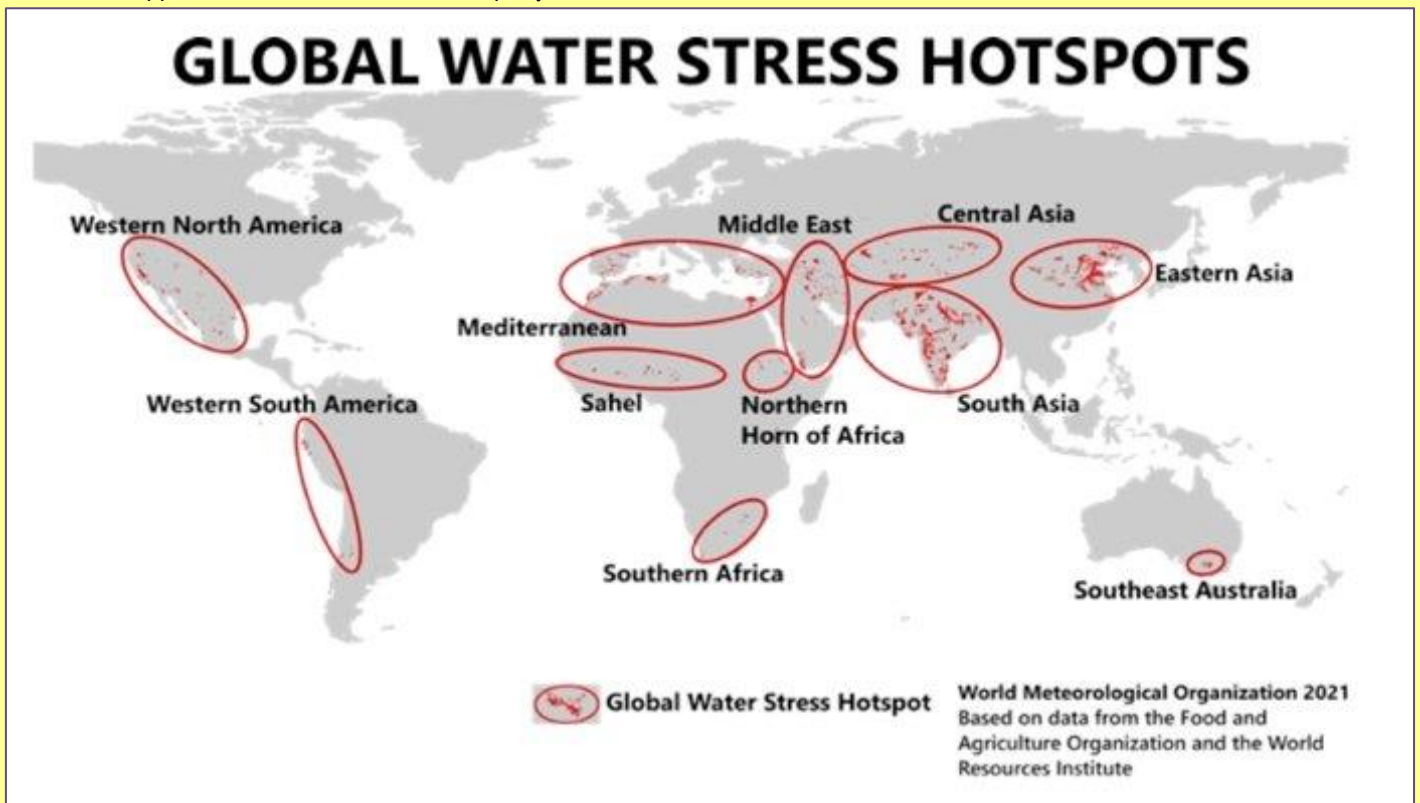 GLOBAL WATER STRESS HOTSPOTS
Western North America
Middle East
Central Asia
Eastern Asia
Mediterranean
Western South America
Sahel
Northern
Horn of Africa
South Asia
Southern Africa
Southeast Australia
Global Water Stress Hotspot
World Meteorological Organization 2021
Based on data from the Food and
Agriculture Organization and the World
Resources Institute